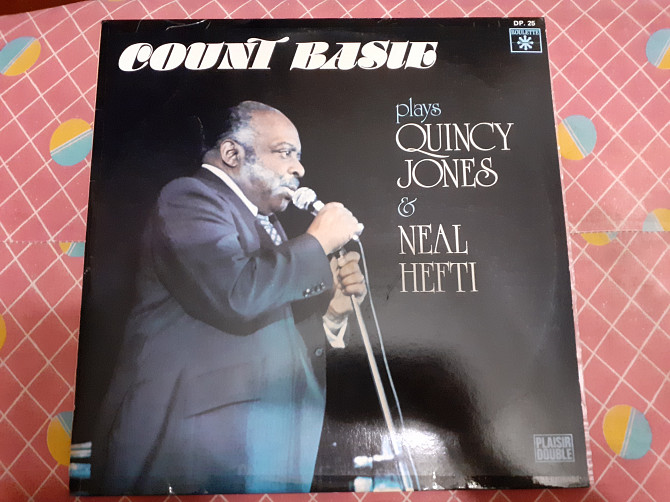 DP. 25
ROULETTE
COUNT BASIE
plays
QUINCY
JONES
&
NEAL
HEFTI
PLAISIR
DOUBLE